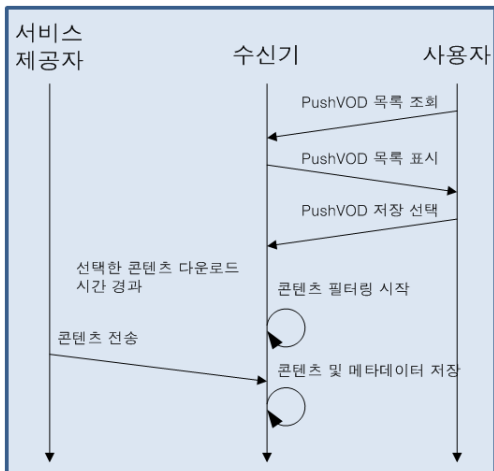 서비스
제공자
수신기
사용자
PushVOD 목록 조회
PushVOD 목록 표시
PushVOD 저장 선택
선택한 콘텐츠 다운로드
시간 경과
콘텐츠 필터링 시작
콘텐츠 전송
콘텐츠 및 메타데이터 저장